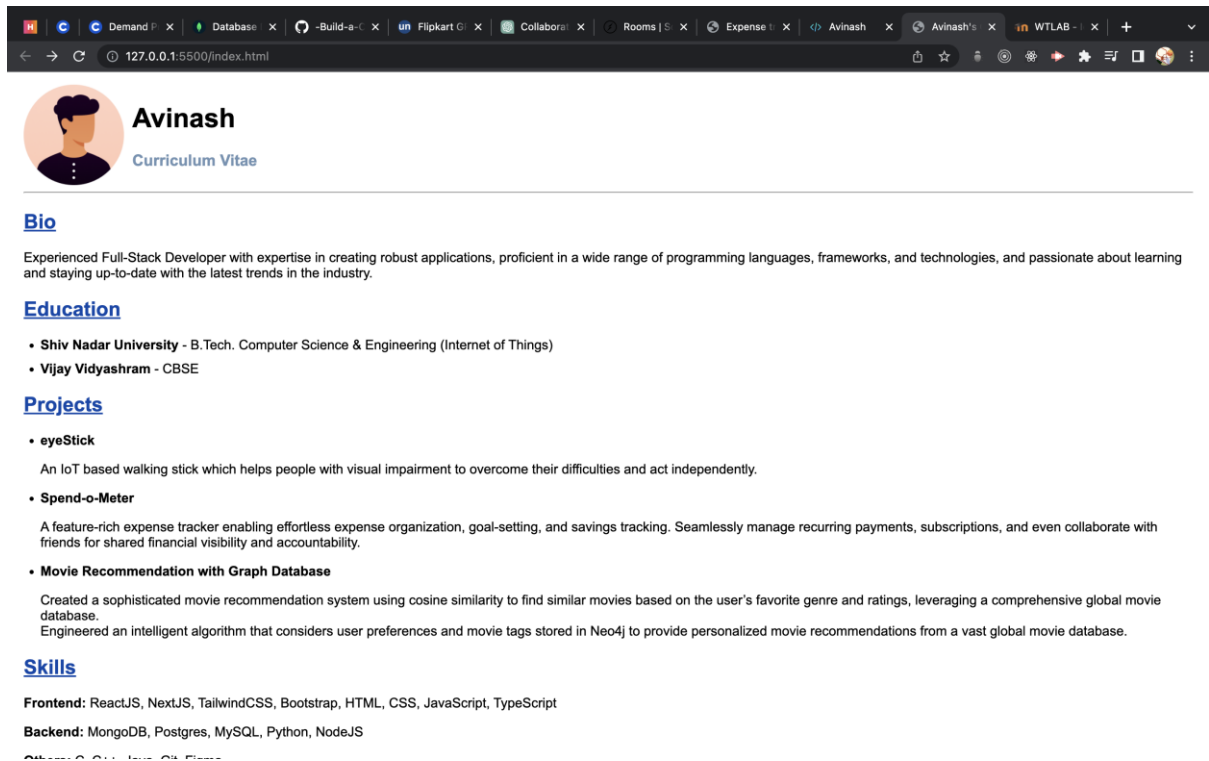 H
C
C Demand P
Database
-Build-a-C
un Flipkart G
Collaborat
Rooms | S
Expense t
</> Avinash
Avinash's
in WTLAB -
127.0.0.1:5500/index.html
Avinash
Curriculum Vitae
Bio
Experienced Full-Stack Developer with expertise in creating robust applications, proficient in a wide range of programming languages, frameworks, and technologies, and passionate about learning
and staying up-to-date with the latest trends in the industry.
Education
• Shiv Nadar University - B.Tech. Computer Science & Engineering (Internet of Things)
• Vijay Vidyashram - CBSE
Projects
• eyeStick
An IoT based walking stick which helps people with visual impairment to overcome their difficulties and act independently.
• Spend-o-Meter
A feature-rich expense tracker enabling effortless expense organization, goal-setting, and savings tracking. Seamlessly manage recurring payments, subscriptions, and even collaborate with
friends for shared financial visibility and accountability.
• Movie Recommendation with Graph Database
Created a sophisticated movie recommendation system using cosine similarity to find similar movies based on the user’s favorite genre and ratings, leveraging a comprehensive global movie
database.
Engineered an intelligent algorithm that considers user preferences and movie tags stored in Neo4j to provide personalized movie recommendations from a vast global movie database.
Skills
Frontend: ReactJS, NextJS, TailwindCSS, Bootstrap, HTML, CSS, JavaScript, TypeScript
Backend: MongoDB, Postgres, MySQL, Python, NodeJS
Others: C, C++, Java, Git, Figma